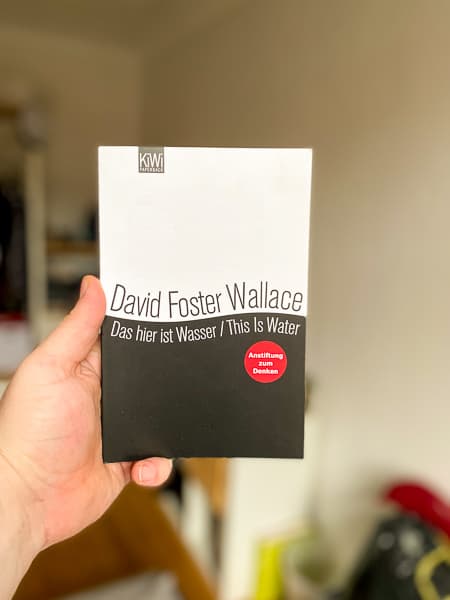 KiWi
PAPERBACK
David Foster Wallace
Das hier ist Wasser / This Is Water
Anstiftung
zum
Denken